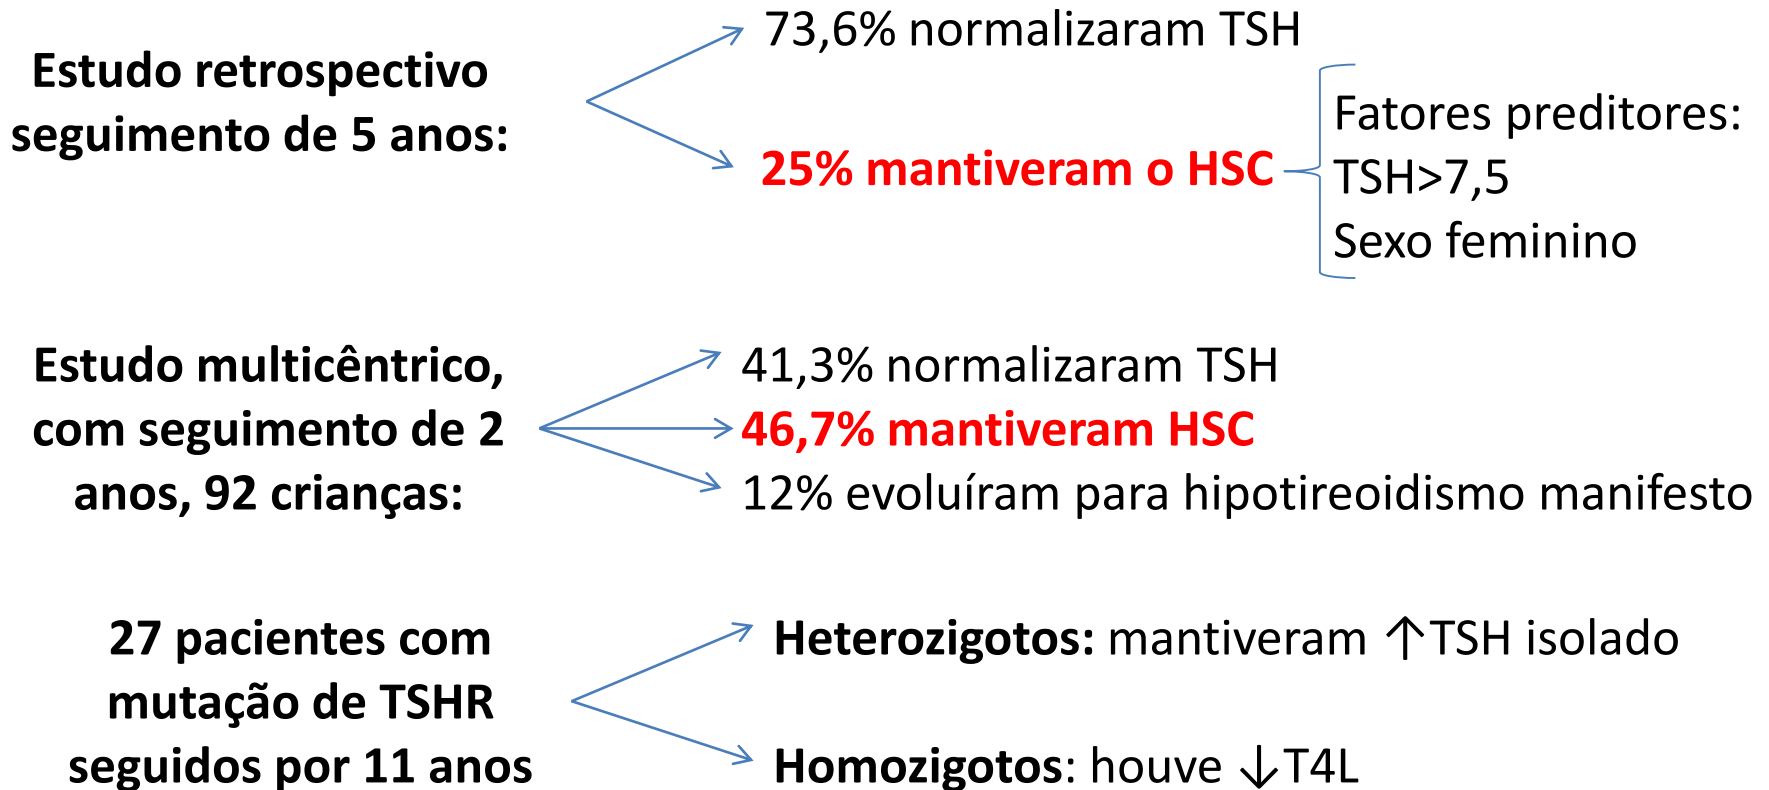 Estudo retrospectivo
seguimento de 5 anos:
73,6% normalizaram TSH
25% mantiveram o HSC
Fatores preditores:
TSH>7,5
Sexo feminino
Estudo multicêntrico,
com seguimento de 2
anos, 92 crianças:
41,3% normalizaram TSH
46,7% mantiveram HSC
12% evoluíram para hipotireoidismo manifesto
27 pacientes com
mutação de TSHR
seguidos por 11 anos
Heterozigotos: mantiveram ↑TSH isolado
Homozigotos: houve ↓T4L